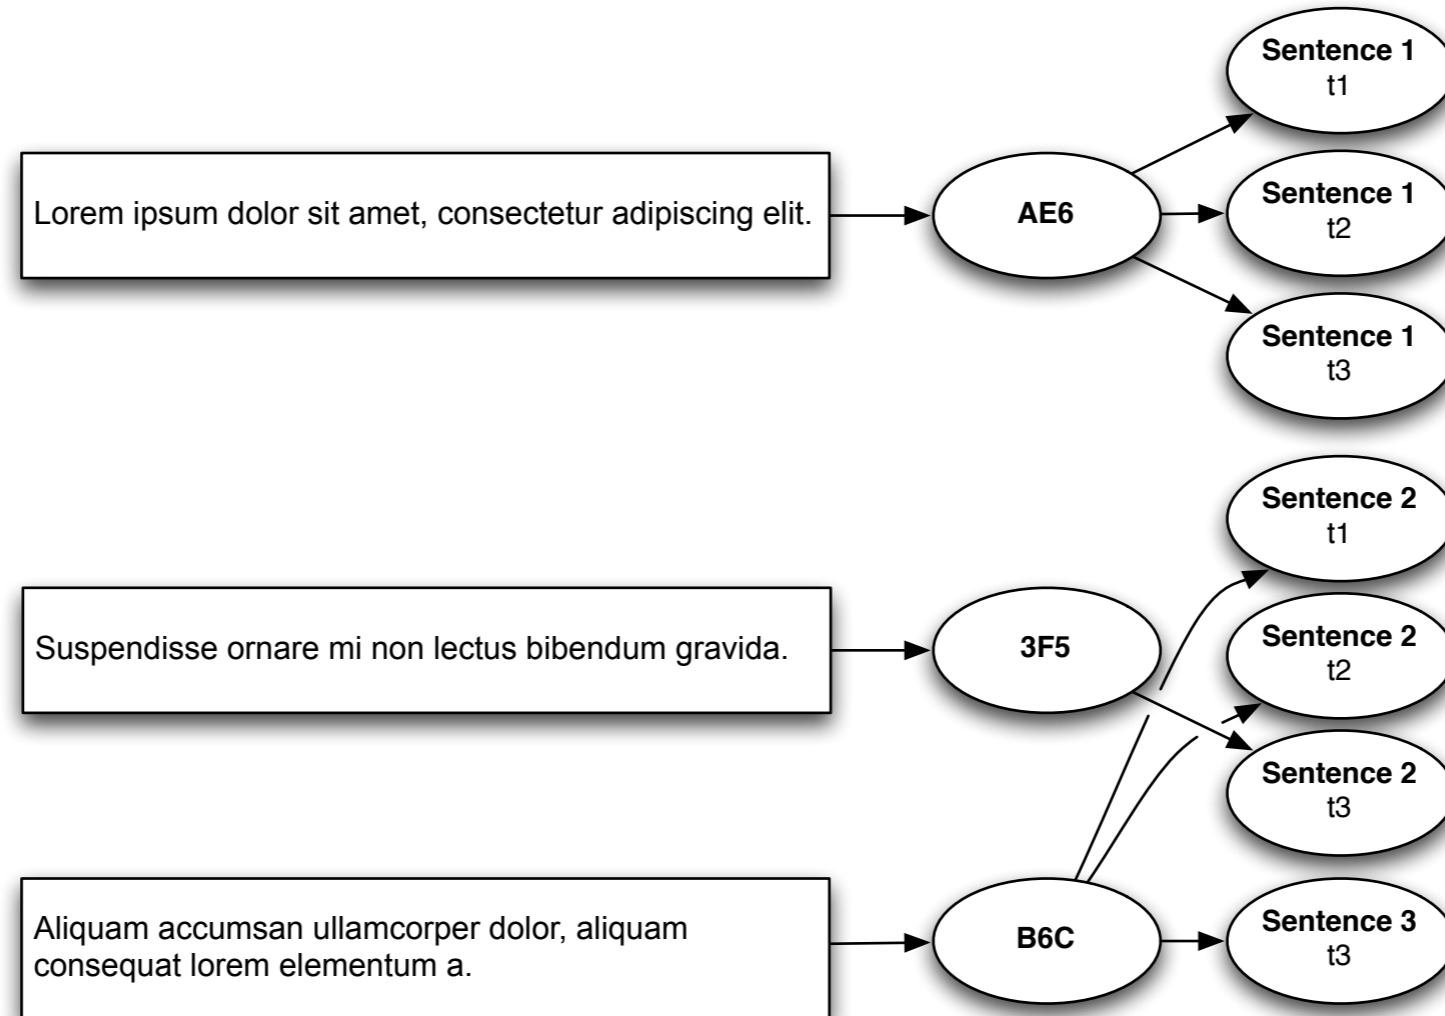 Sentence 1
t1
Lorem ipsum dolor sit amet, consectetur adipiscing elit.
AE6
Sentence 1
t2
Sentence 1
t3
Sentence 2
t1
Suspendisse ornare mi non lectus bibendum gravida.
3F5
Sentence 2
t2
Sentence 2
t3
Aliquam accumsan ullamcorper dolor, aliquam
consequat lorem elementum a.
B6C
Sentence 3
t3